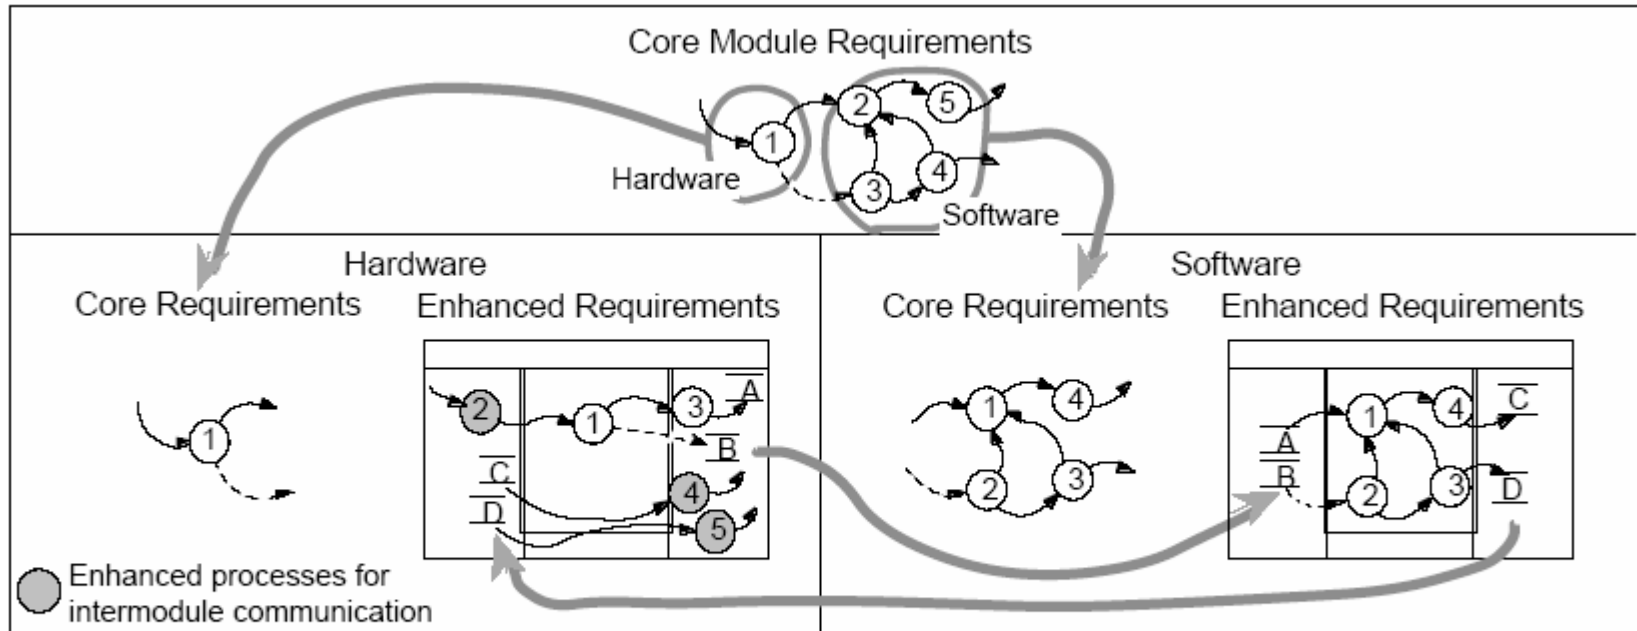 Core Module Requirements
2
5
1
Hardware
3
4
Software
Hardware
Core Requirements
Enhanced Requirements
1
2
1
3
A
B
C
4
D
5
Enhanced processes for
intermodule communication
Software
Core Requirements
Enhanced Requirements
1
4
2
3
A
B
1
4
C
2
3
D